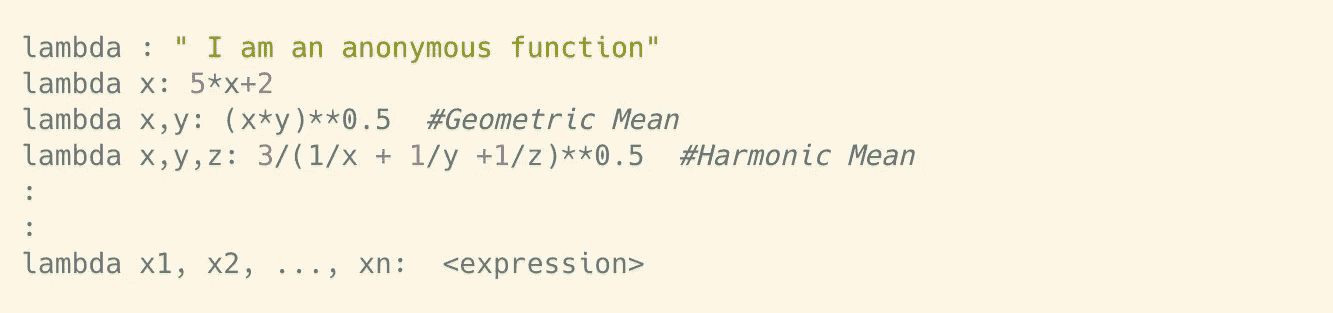 lambda : " I am an anonymous function"
lambda x: 5*x+2
lambda x,y: (x*y)**0.5  #Geometric Mean
lambda x,y,z: 3/(1/x + 1/y +1/z)**0.5  #Harmonic Mean
:
:
lambda x1, x2, ..., xn:  <expression>